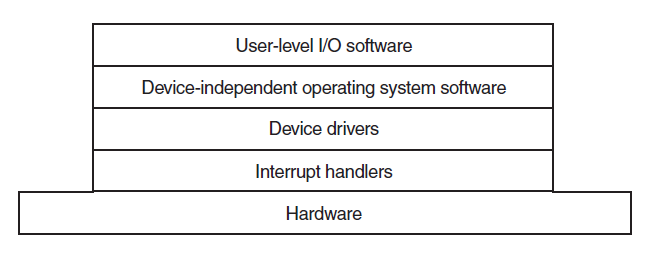 User-level I/O software
Device-independent operating system software
Device drivers
Interrupt handlers
Hardware